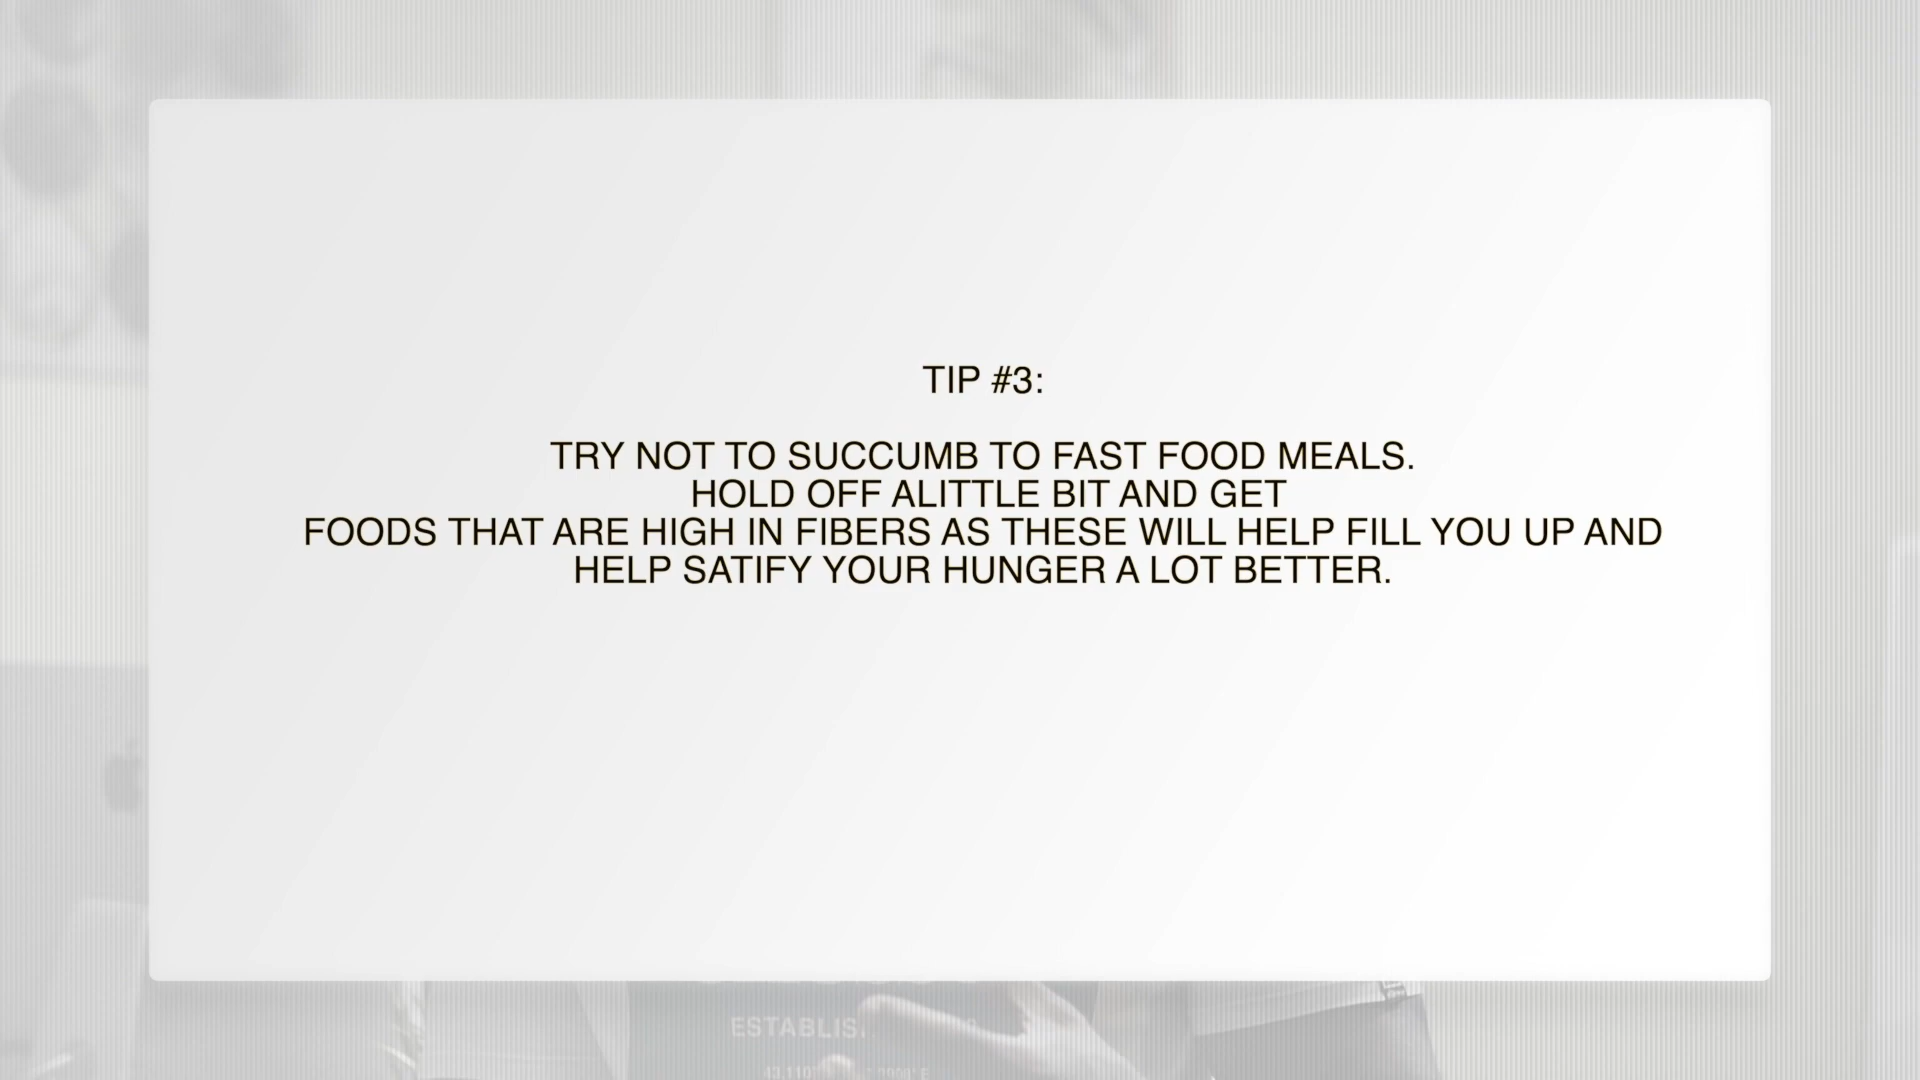 TIP #3:
TRY NOT TO SUCCUMB TO FAST FOOD MEALS.
HOLD OFF ALITTLE BIT AND GET
FOODS THAT ARE HIGH IN FIBERS AS THESE WILL HELP FILL YOU UP AND
HELP SATIFY YOUR HUNGER A LOT BETTER.